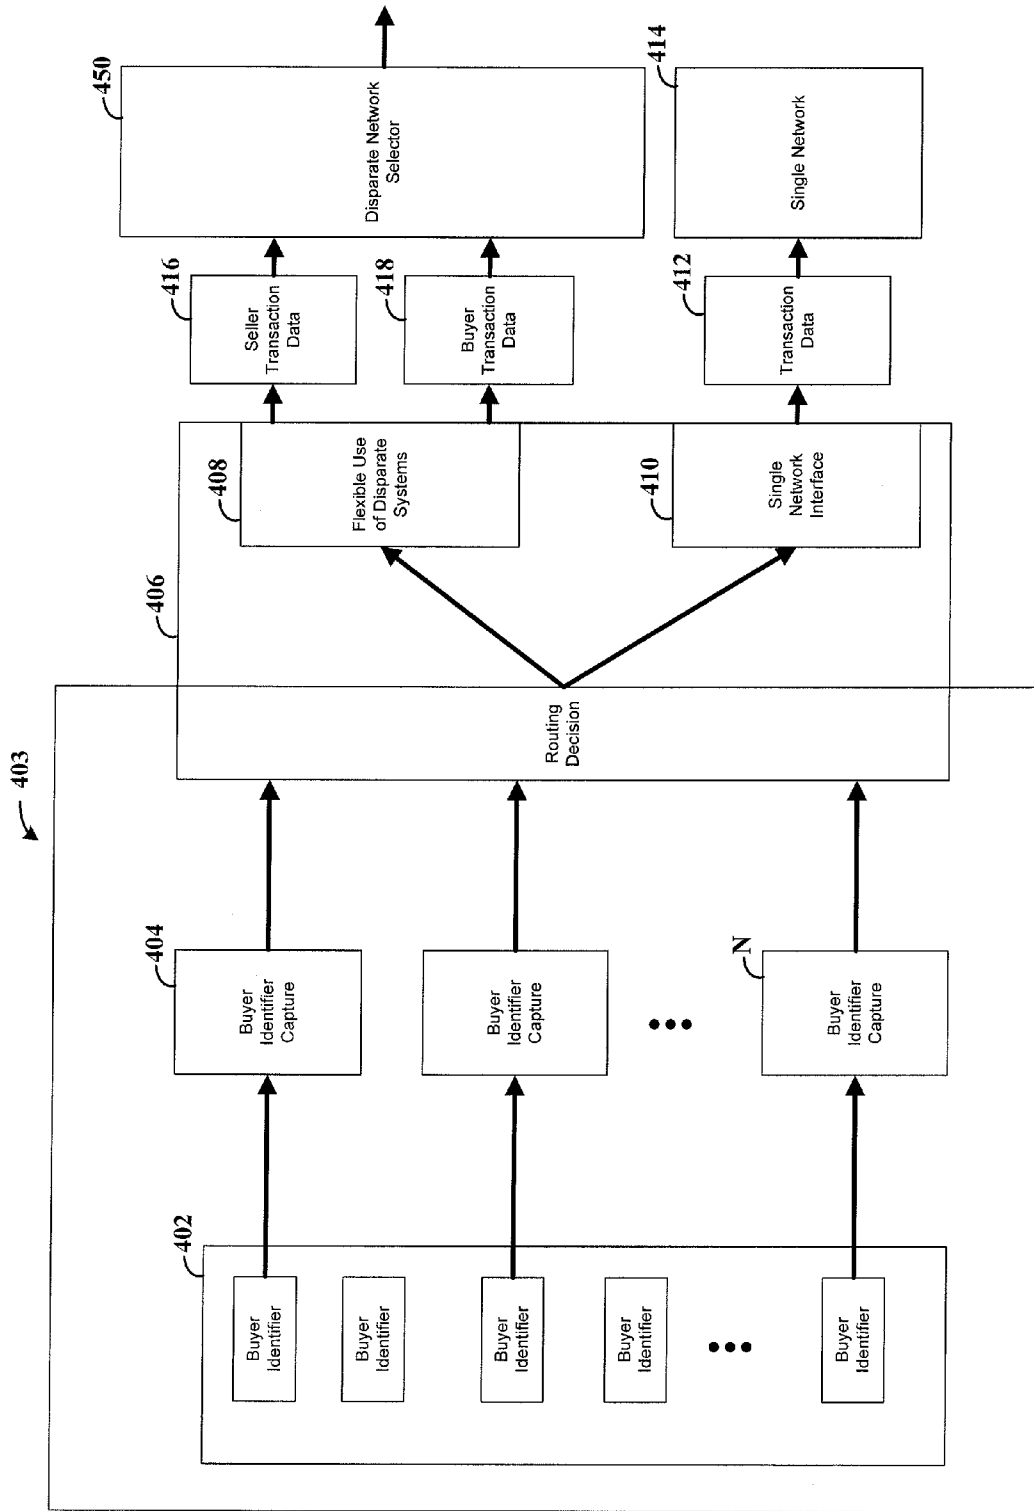 403
402
Buyer
Identifier
Buyer
Identifier
Buyer
Identifier
Buyer
Identifier
Buyer
Identifier
404
Buyer
Identifier
Capture
Buyer
Identifier
Capture
N
Buyer
Identifier
Capture
406
Routing
Decision
408
Flexible Use
of Disparate
Systems
410
Single
Network
Interface
416
Seller
Transaction
Data
418
Buyer
Transaction
Data
412
Transaction
Data
450
Disparate Network
Selector
414
Single Network